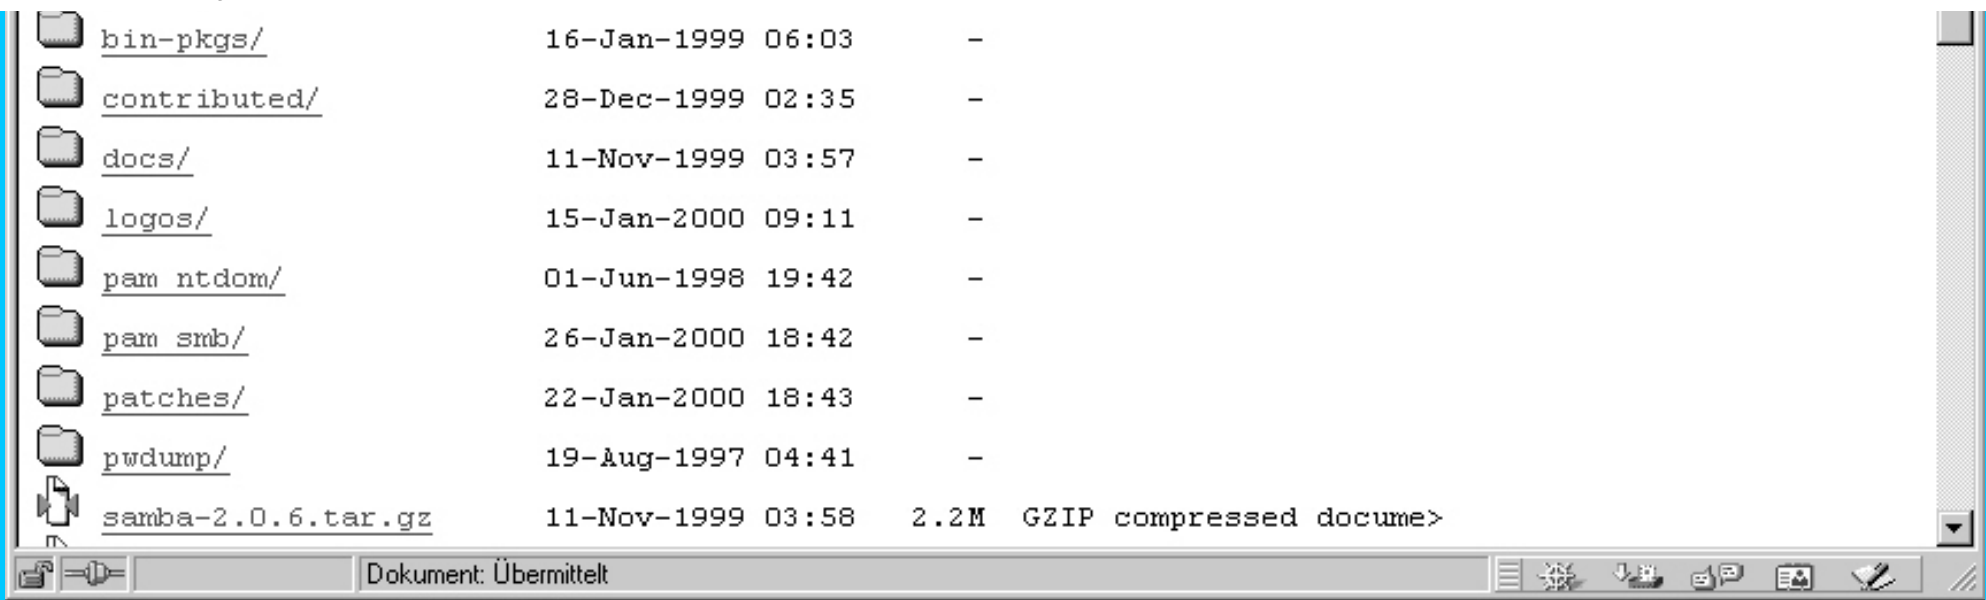 bin-pkgs/ 16-Jan-1999 06:03 -
contributed/ 28-Dec-1999 02:35 -
docs/ 11-Nov-1999 03:57 -
logos/ 15-Jan-2000 09:11 -
pam ntdom/ 01-Jun-1998 19:42 -
pam smb/ 26-Jan-2000 18:42 -
patches/ 22-Jan-2000 18:43 -
pwdump/ 19-Aug-1997 04:41 -
samba-2.0.6.tar.gz 11-Nov-1999 03:58 2.2M GZIP compressed docume>
Dokument: Übermittelt